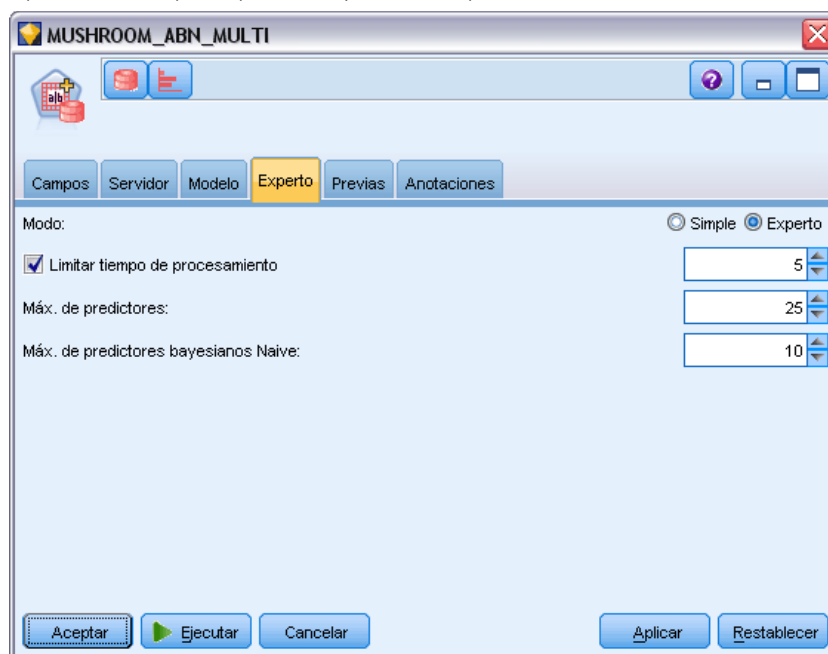 MUSHROOM_ABN_MULTI
a|b|
?
Campos Servidor Modelo Experto Previas Anotaciones
Modo: Simple Experto
Limitar tiempo de procesamiento 5
Máx. de predictores: 25
Máx. de predictores bayesianos Naive: 10
Aceptar Ejecutar Cancelar Aplicar Restablecer